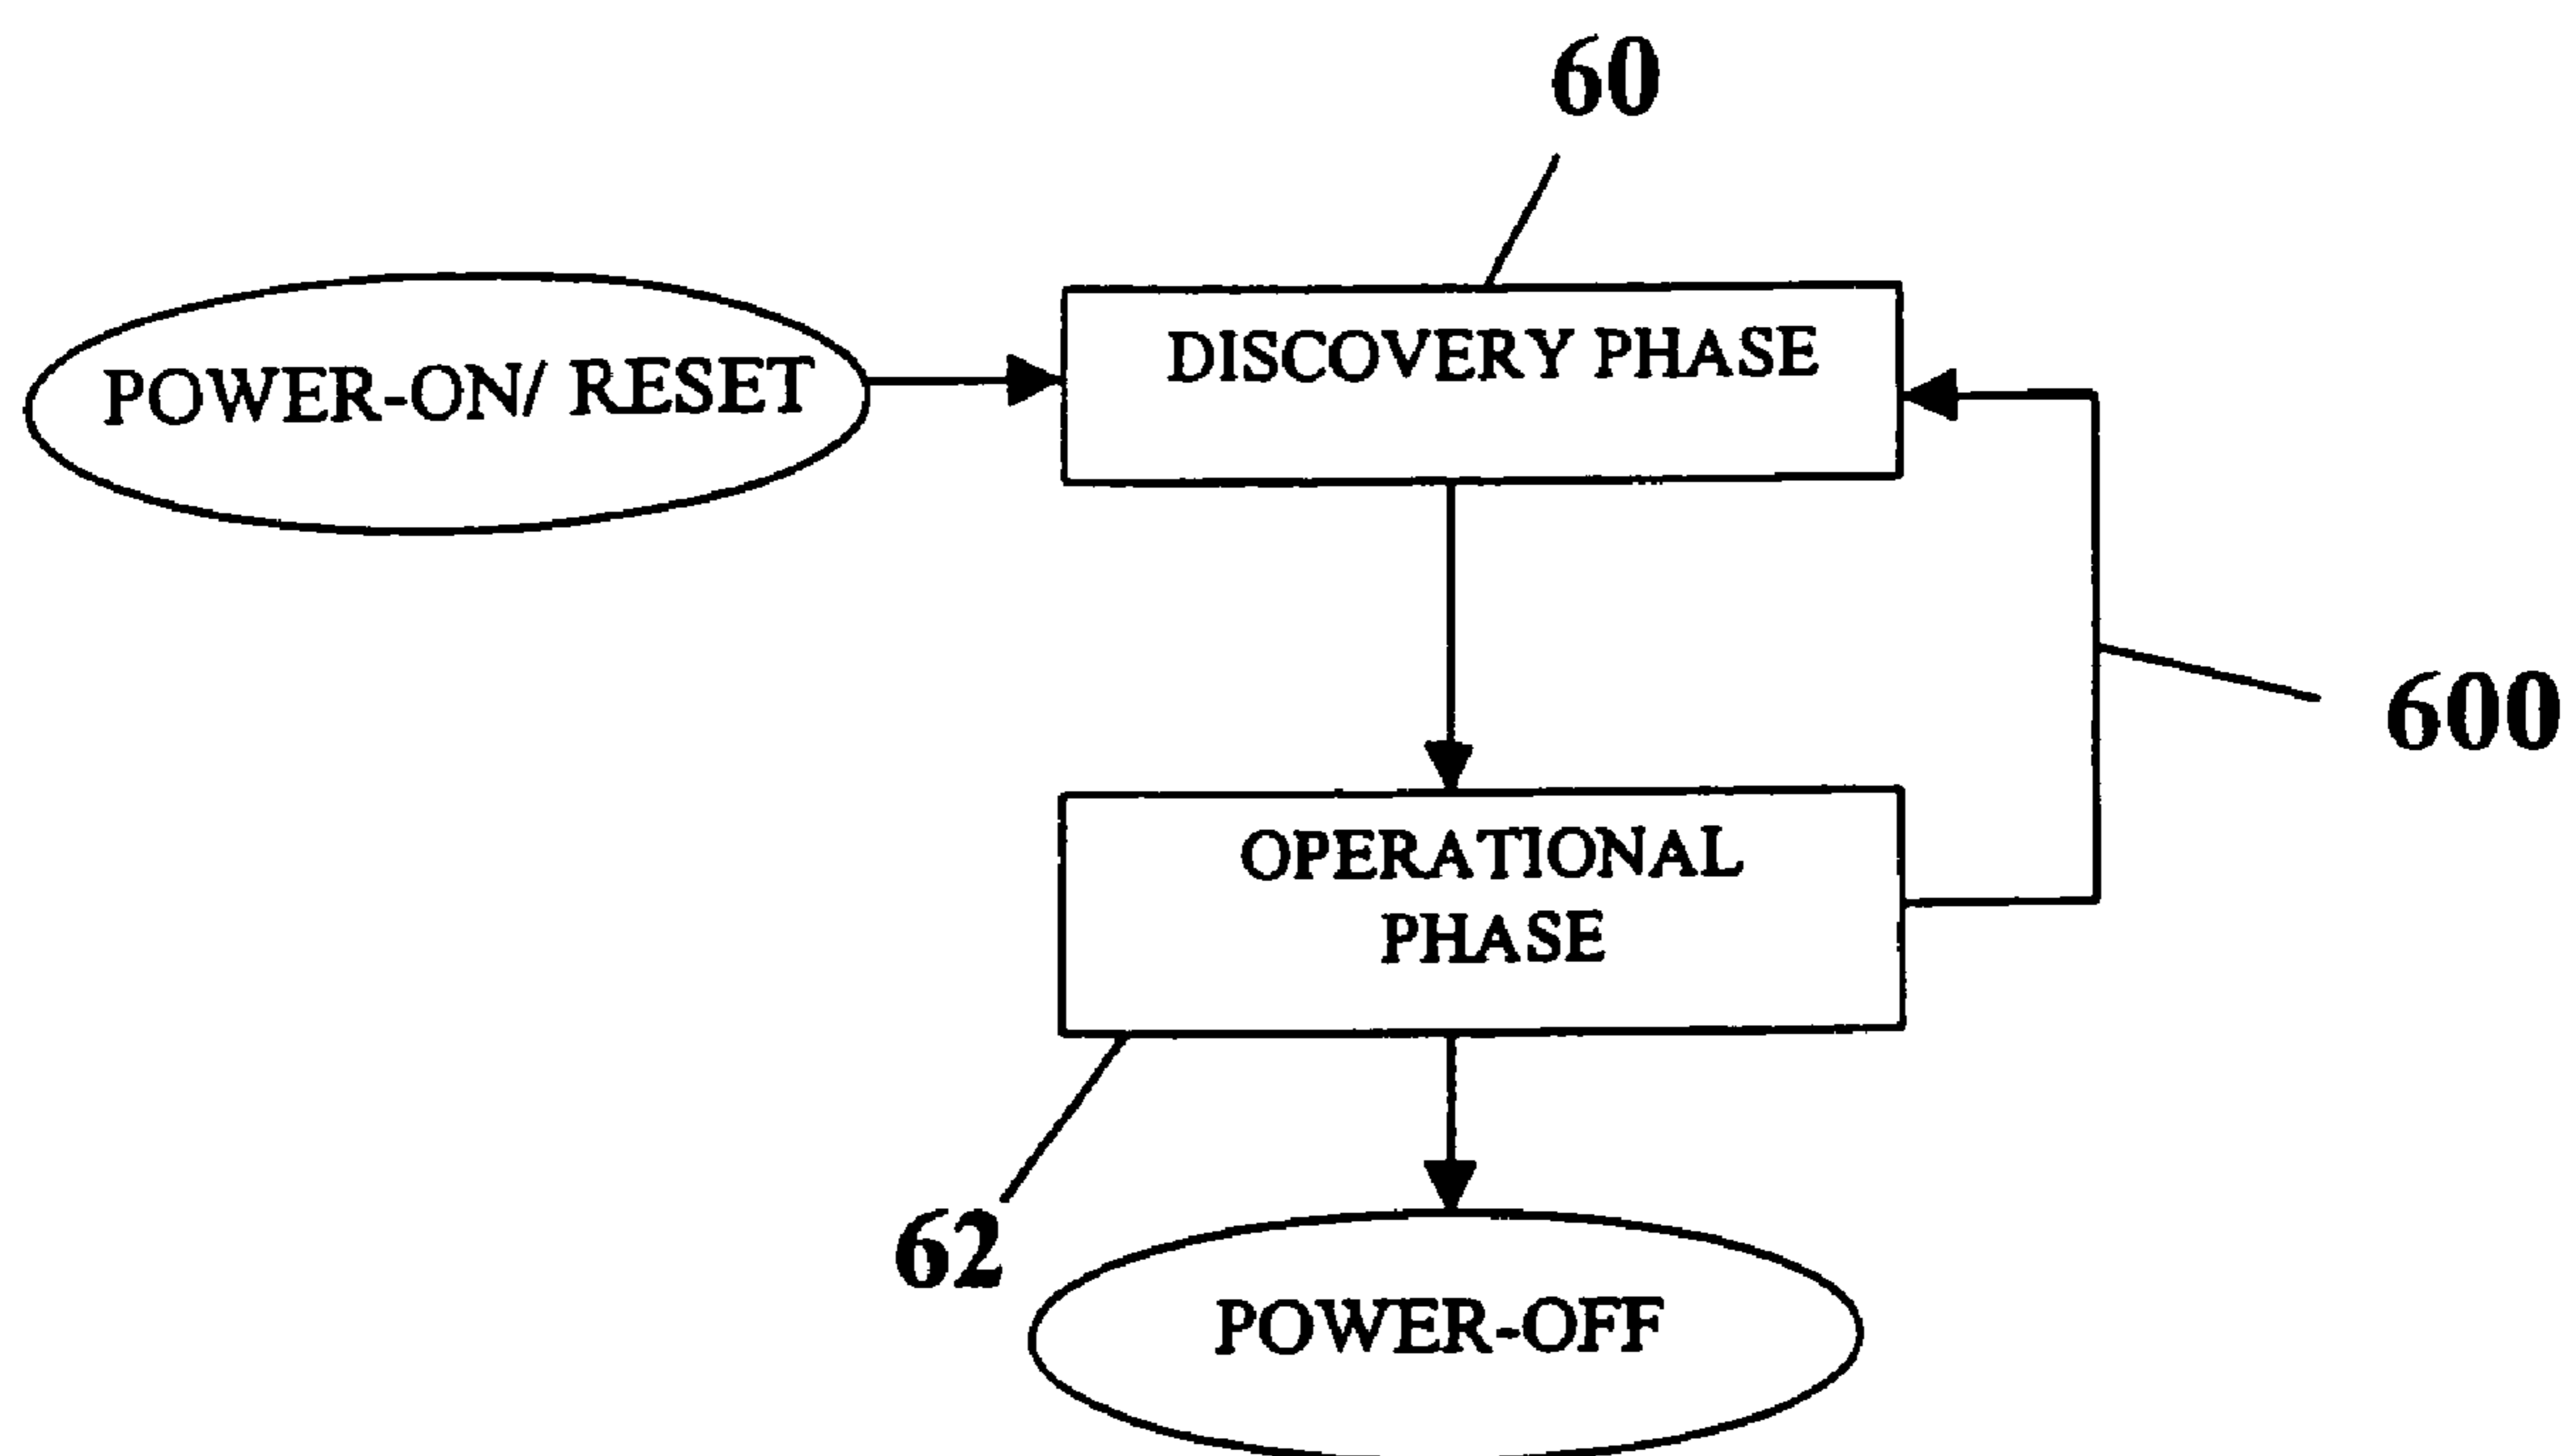 60
POWER-ON/ RESET
DISCOVERY PHASE
600
OPERATIONAL
PHASE
62
POWER-OFF